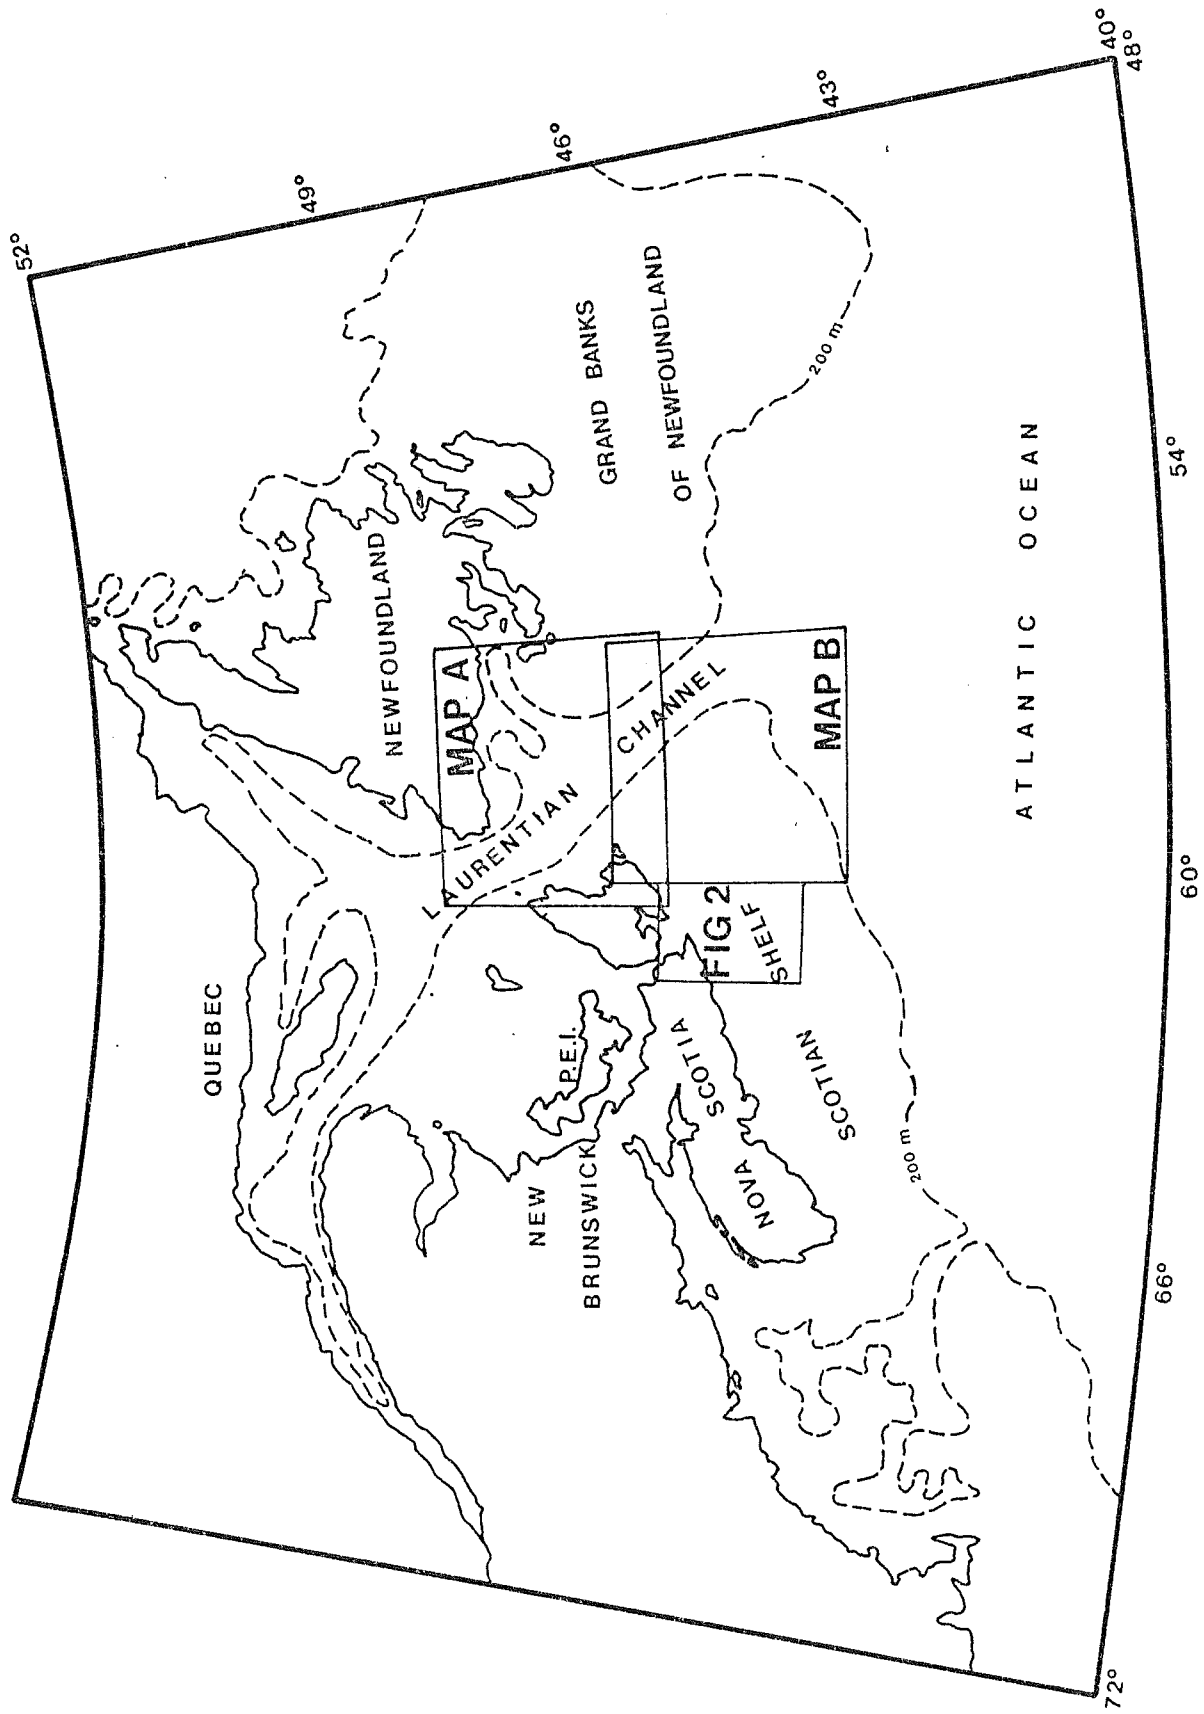 52°
49°
46°
43°
40°
48°
54°
60°
66°
72°
QUEBEC
NEWFOUNDLAND
GRAND BANKS
OF NEWFOUNDLAND
MAP A
MAP B
LAURENTIAN CHANNEL
FIG 2
P.E.I.
NEW
BRUNSWICK
NOVA SCOTIA
SCOTIAN SHELF
200 m
200 m
ATLANTIC OCEAN